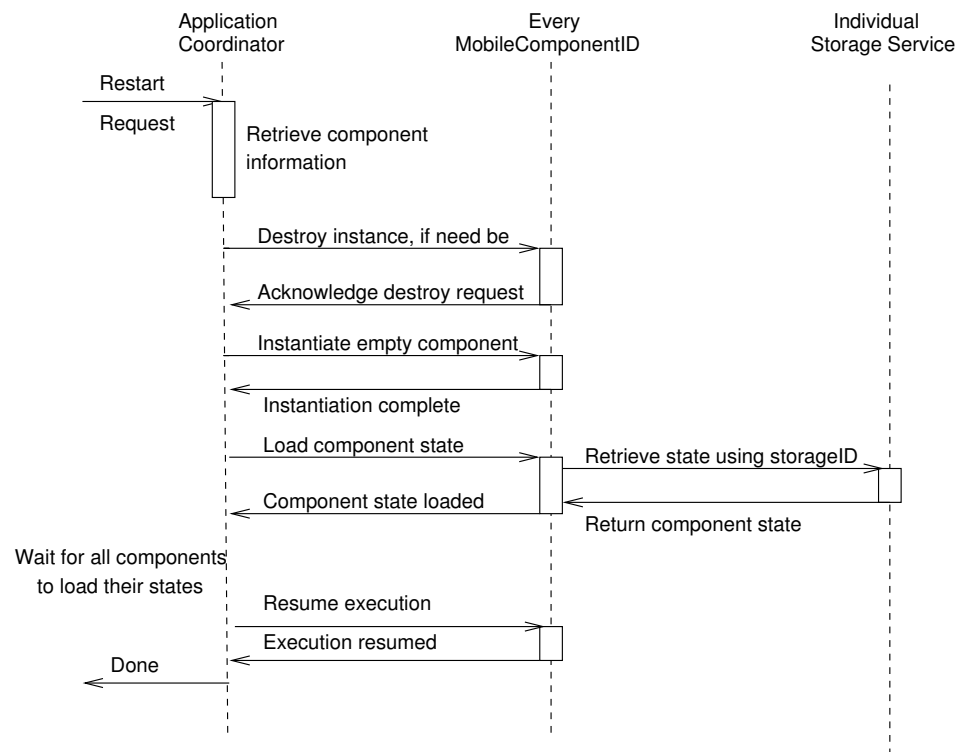 Application
Coordinator
Every
MobileComponentID
Individual
Storage Service
Restart
Request
Retrieve component
information
Destroy instance, if need be
Acknowledge destroy request
Instantiate empty component
Instantiation complete
Load component state
Retrieve state using storageID
Component state loaded
Return component state
Wait for all components
to load their states
Resume execution
Execution resumed
Done